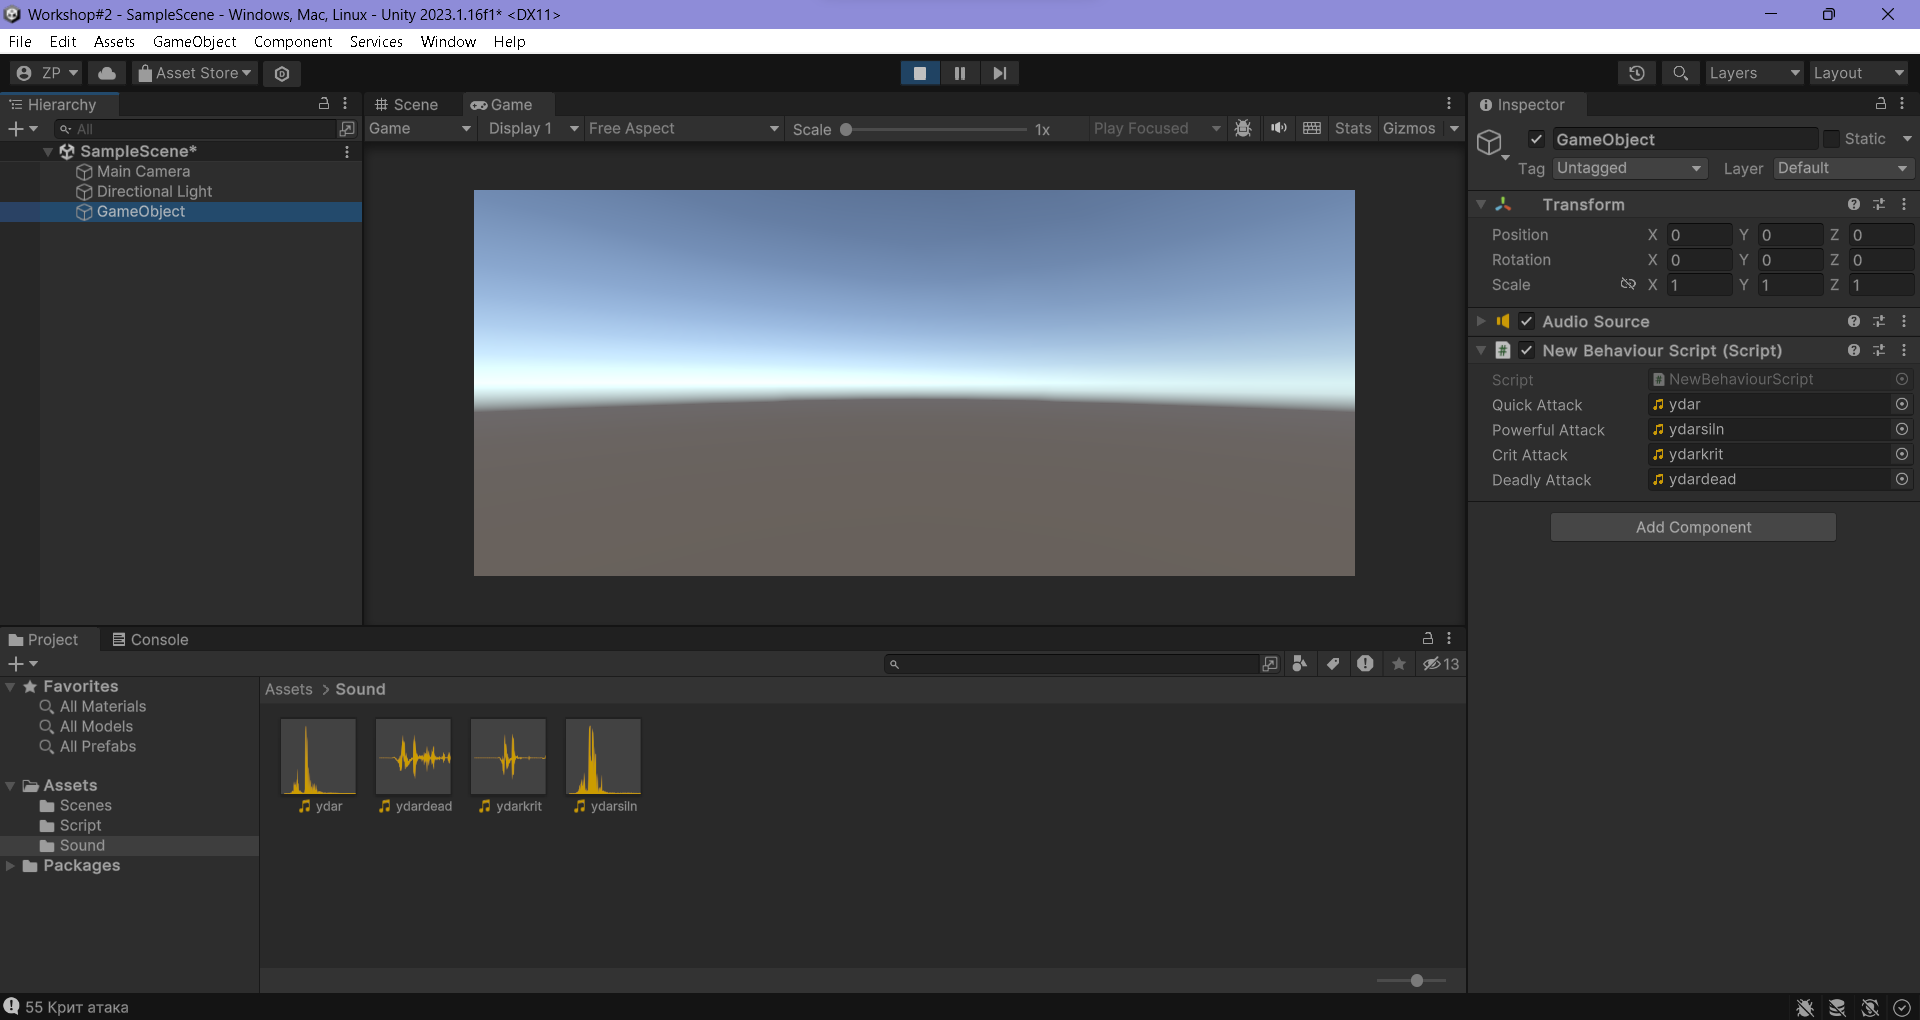 Workshop#2 - SampleScene - Windows, Mac, Linux - Unity 2023.1.16f1* <DX11>
File Edit Assets GameObject Component Services Window Help
ZP Asset Store Layers Layout
Hierarchy
All
SampleScene*
Main Camera
Directional Light
GameObject
Scene Game
Game Display 1 Free Aspect Scale 1x Play Focused Stats Gizmos
Inspector
GameObject Static
Tag Untagged Layer Default
Transform
Position X 0 Y 0 Z 0
Rotation X 0 Y 0 Z 0
Scale X 1 Y 1 Z 1
Audio Source
New Behaviour Script (Script)
Script NewBehaviourScript
Quick Attack ydar
Powerful Attack ydarsiln
Crit Attack ydarkrit
Deadly Attack ydardead
Add Component
Project Console
13
Favorites
All Materials
All Models
All Prefabs
Assets
Scenes
Script
Sound
Packages
Assets > Sound
ydar ydardead ydarkrit ydarsiln
55 Крит атака